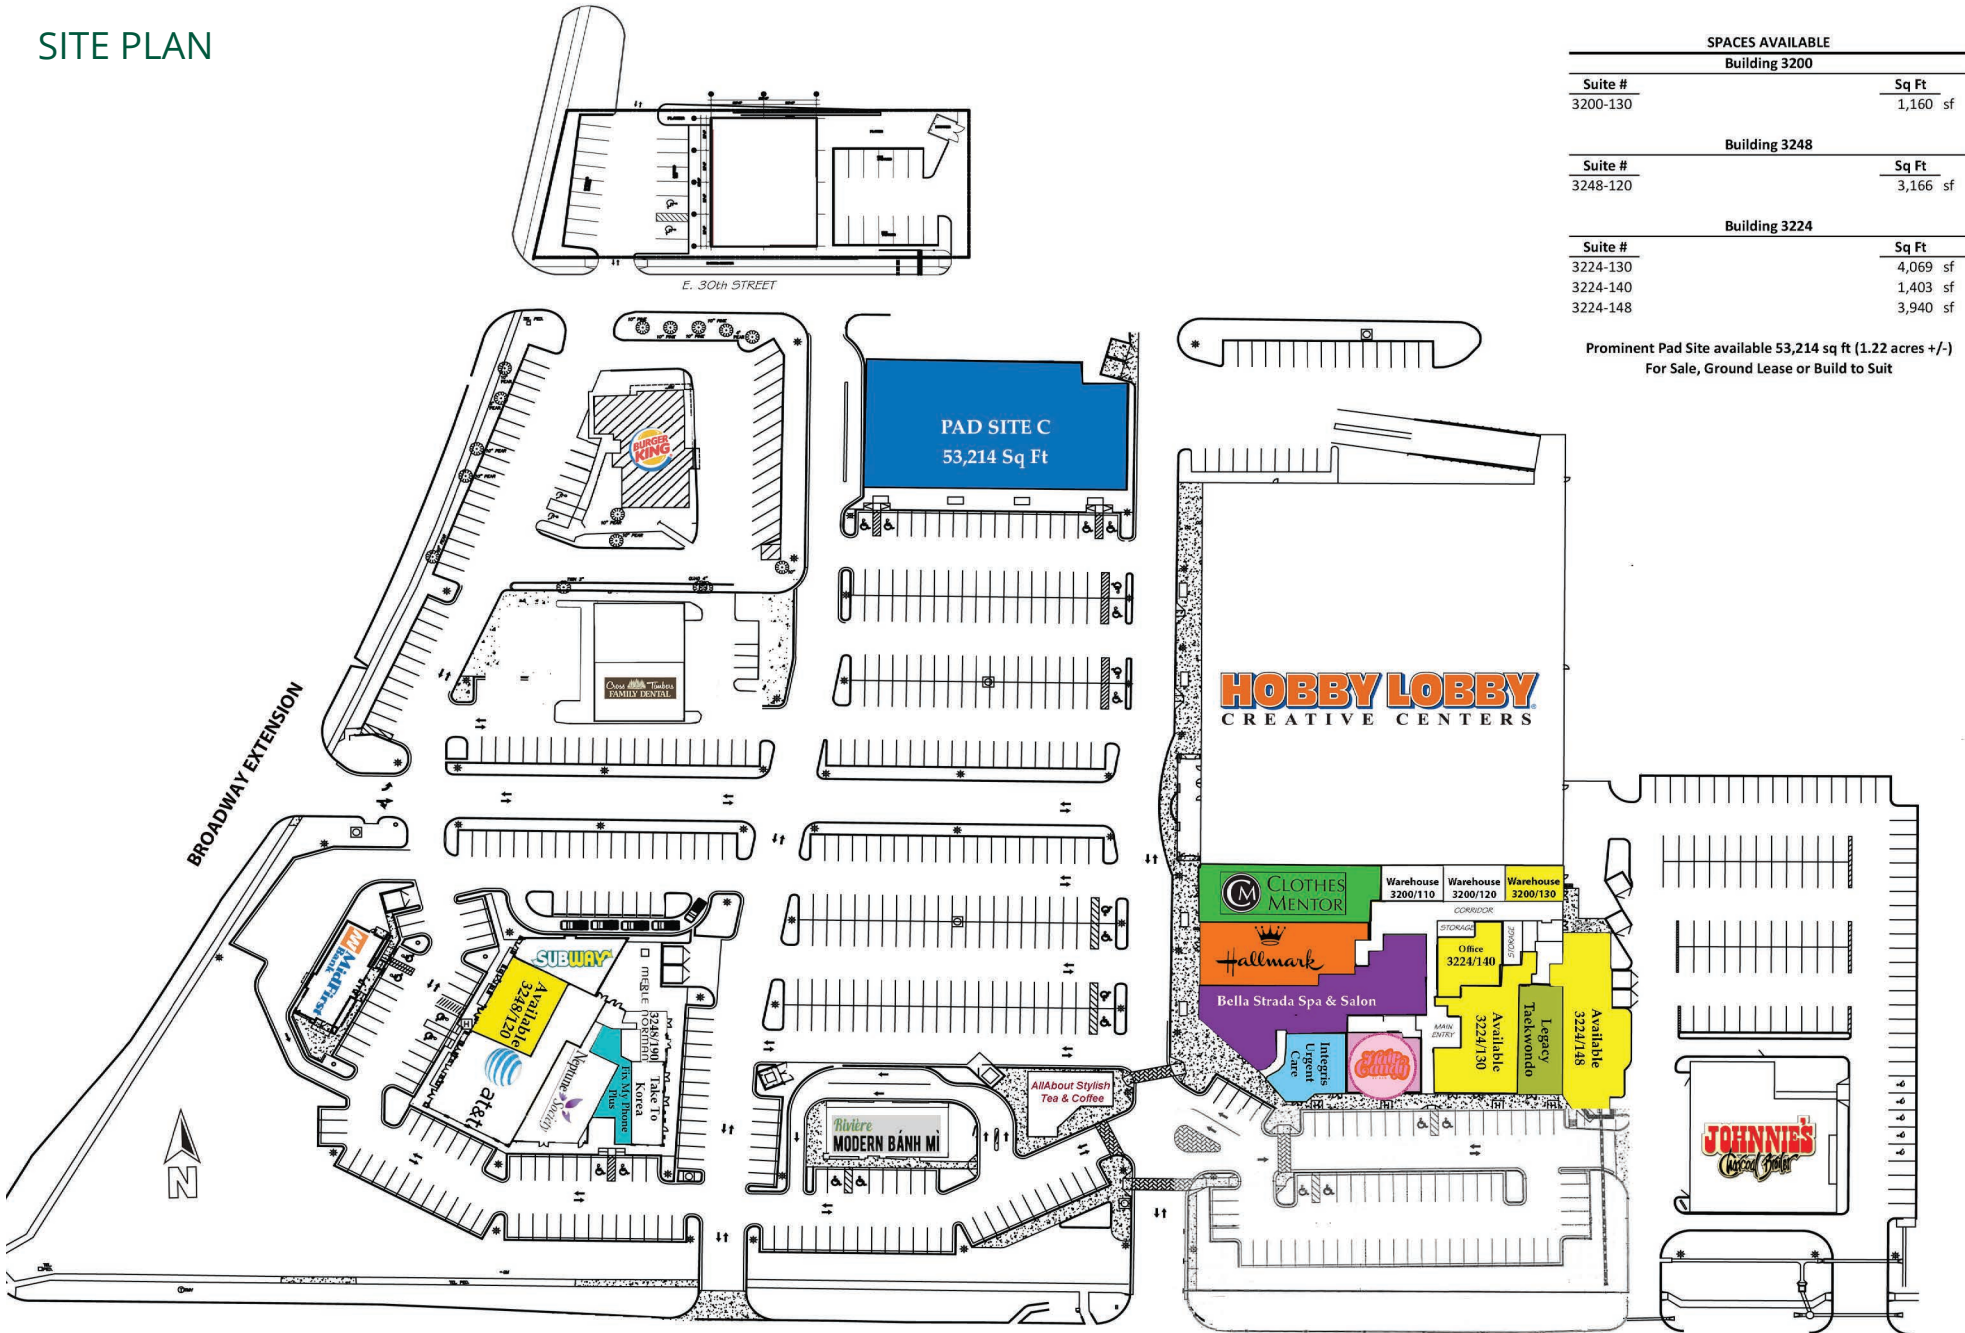 SITE PLAN
SPACES AVAILABLE
Building 3200
Suite # Sq Ft
3200-130 1,160 sf
Building 3248
Suite # Sq Ft
3248-120 3,166 sf
Building 3224
Suite # Sq Ft
3224-130 4,069 sf
3224-140 1,403 sf
3224-148 3,940 sf
Prominent Pad Site available 53,214 sq ft (1.22 acres +/-)
For Sale, Ground Lease or Build to Suit
E. 30th STREET
BURGER
KING
PAD SITE C
53,214 Sq Ft
Cross Timbers
FAMILY DENTAL
HOBBY LOBBY
CREATIVE CENTERS
BROADWAY EXTENSION
CM CLOTHES
MENTOR
Warehouse
3200/110
Warehouse
3200/120
Warehouse
3200/130
CORRIDOR
STORAGE
STORAGE
Hallmark
Office
3224/140
Bella Strada Spa & Salon
MAIN
ENTRY
Available
3224/130
Legacy
Taekwondo
Available
3224/148
Integris
Urgent
Care
MidFirst
Bank
SUBWAY
Available
3248/120
MERLE NORMAN
3248/190
at&t
Neptune
Society
Fix My Phone
Plus
Take To
Korea
AllAbout Stylish
Tea & Coffee
Rivière
MODERN BÁNH MÌ
JOHNNIE'S
Charcoal Broiler
N